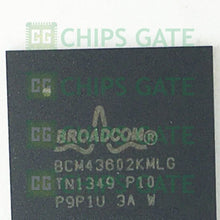 CHIPS GATE
BROADCOM®
BCM43602KMLG
TN1349 P10
P9P1U 3A W